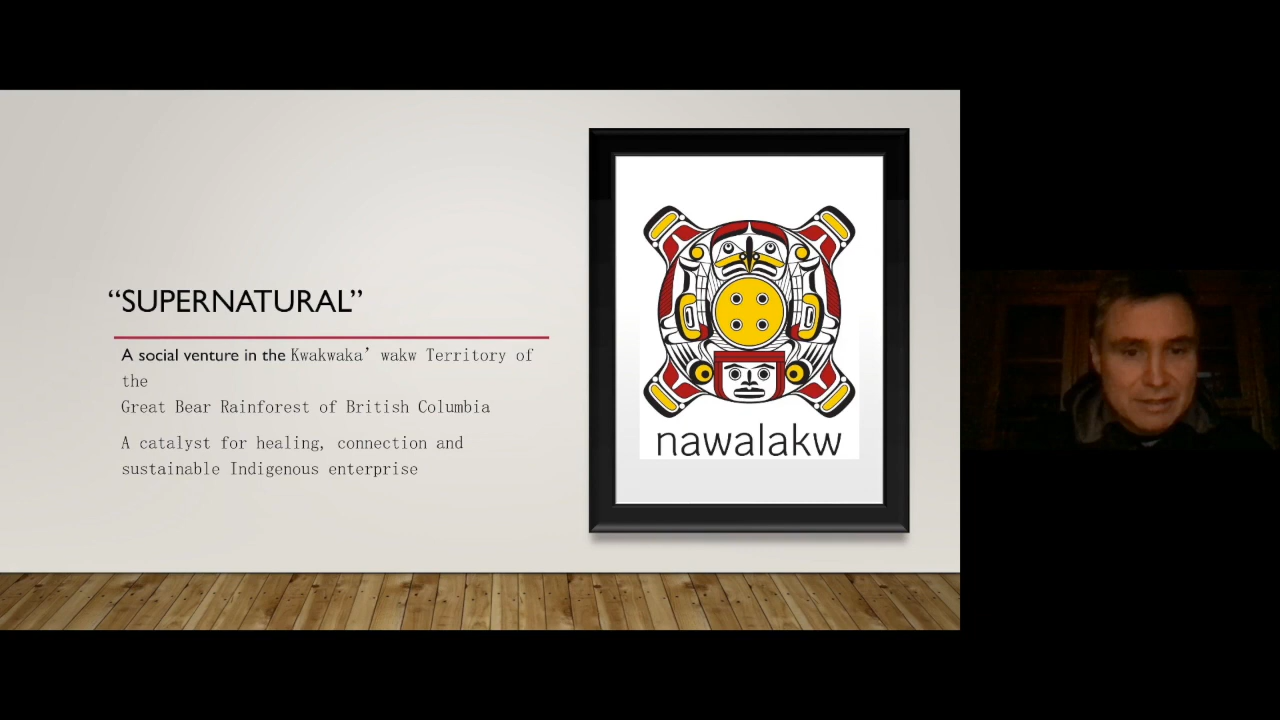 “SUPERNATURAL”
A social venture in the Kwakwaka’wakw Territory of
the
Great Bear Rainforest of British Columbia
A catalyst for healing, connection and
sustainable Indigenous enterprise
nawalakw